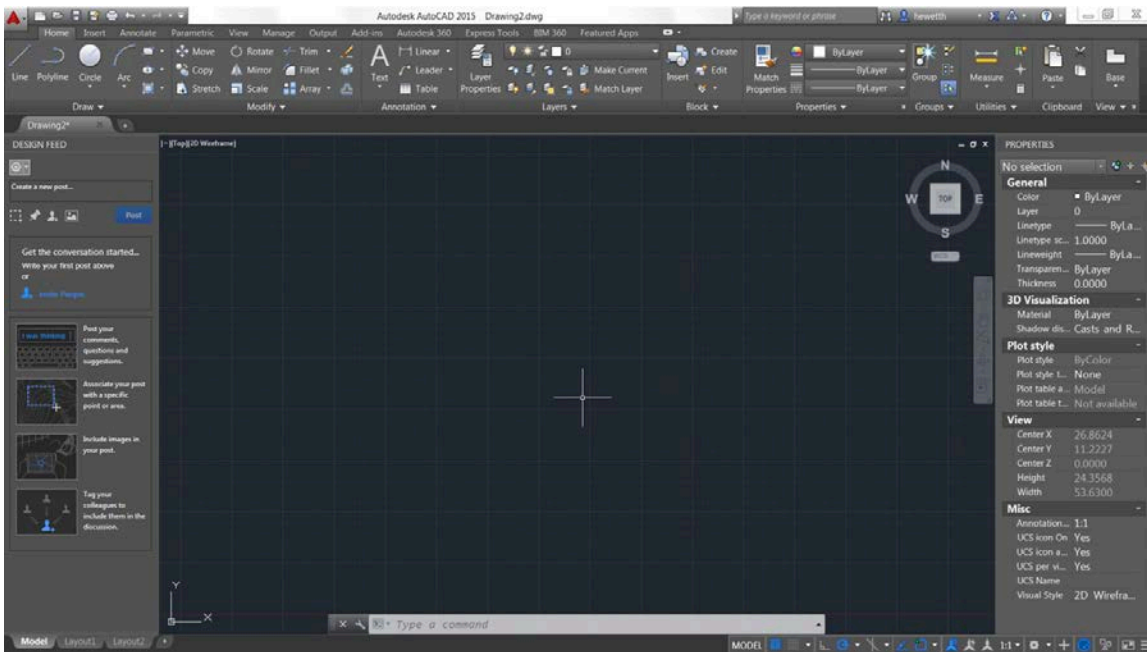 Autodesk AutoCAD 2015 Drawing2.dwg
Type a keyword or phrase
hewetth
Home Insert Annotate Parametric View Manage Output Add-ins Autodesk 360 Express Tools BIM 360 Featured Apps
Line Polyline Circle Arc
Move Rotate Trim
Copy Mirror Fillet
Stretch Scale Array
Text
Linear
Leader
Table
Layer Properties
0
Make Current
Match Layer
Insert
Create
Edit
Match Properties
ByLayer
ByLayer
ByLayer
Group
Measure
Paste
Base
Draw Modify Annotation Layers Block Properties Groups Utilities Clipboard View
Drawing2*
DESIGN FEED
Create a new post...
Post
Get the conversation started...
Write your first post above
or
Invite People
I was thinking
Post your
comments,
questions and
suggestions.
Associate your post
with a specific
point or area.
Include images in
your post.
Tag your
colleagues to
include them in the
discussion.
[-][Top][2D Wireframe]
N
W TOP E
S
WCS
Y
X
Type a command
PROPERTIES
No selection
General
Color ByLayer
Layer 0
Linetype ByLa...
Linetype sc... 1.0000
Lineweight ByLa...
Transparen... ByLayer
Thickness 0.0000
3D Visualization
Material ByLayer
Shadow dis... Casts and R...
Plot style
Plot style ByColor
Plot style t... None
Plot table a... Model
Plot table t... Not available
View
Center X 26.8624
Center Y 11.2227
Center Z 0.0000
Height 24.3568
Width 53.6300
Misc
Annotation... 1:1
UCS icon On Yes
UCS icon a... Yes
UCS per vi... Yes
UCS Name
Visual Style 2D Wirefra...
Model Layout1 Layout2
MODEL 1:1